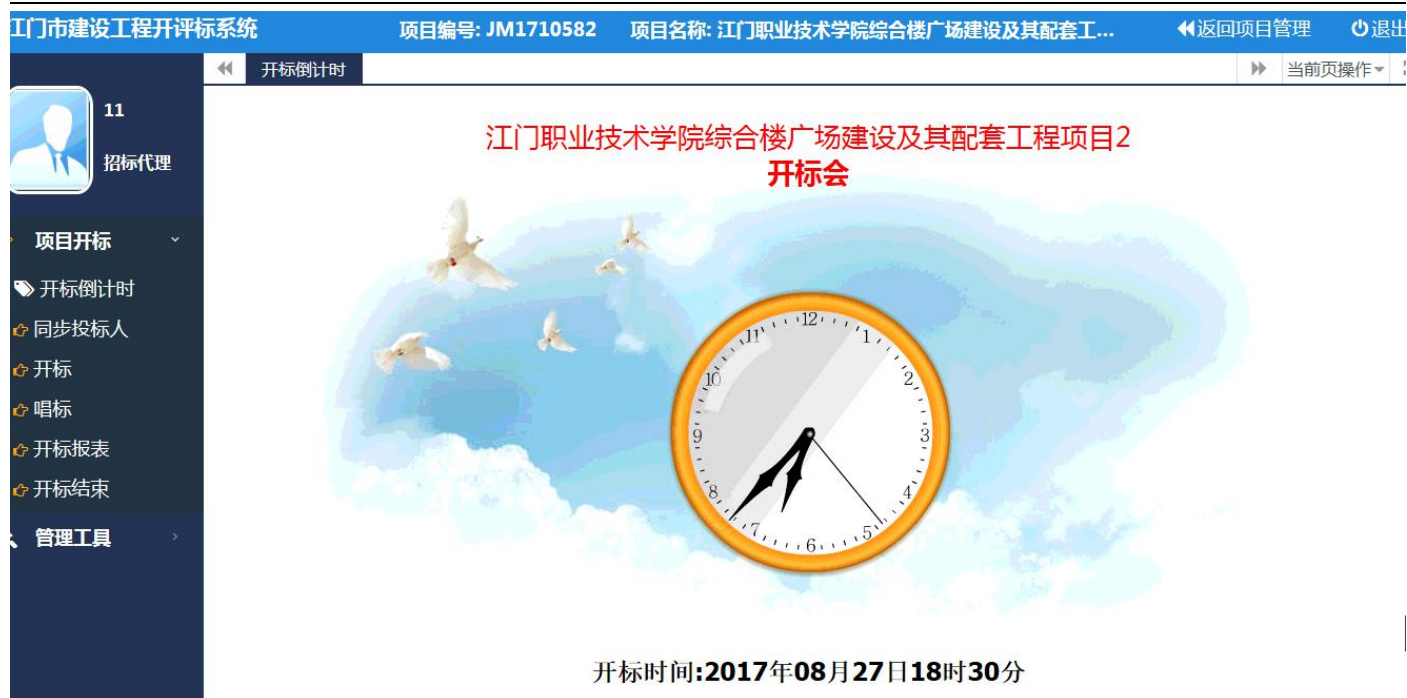 江门市建设工程开评标系统 项目编号: JM1710582 项目名称: 江门职业技术学院综合楼广场建设及其配套工... 返回项目管理 退出
开标倒计时 当前页操作
11
招标代理
项目开标
开标倒计时
同步投标人
开标
唱标
开标报表
开标结束
管理工具
江门职业技术学院综合楼广场建设及其配套工程项目2
开标会
12
1
2
3
4
5
6
7
8
9
10
11
开标时间:2017年08月27日18时30分